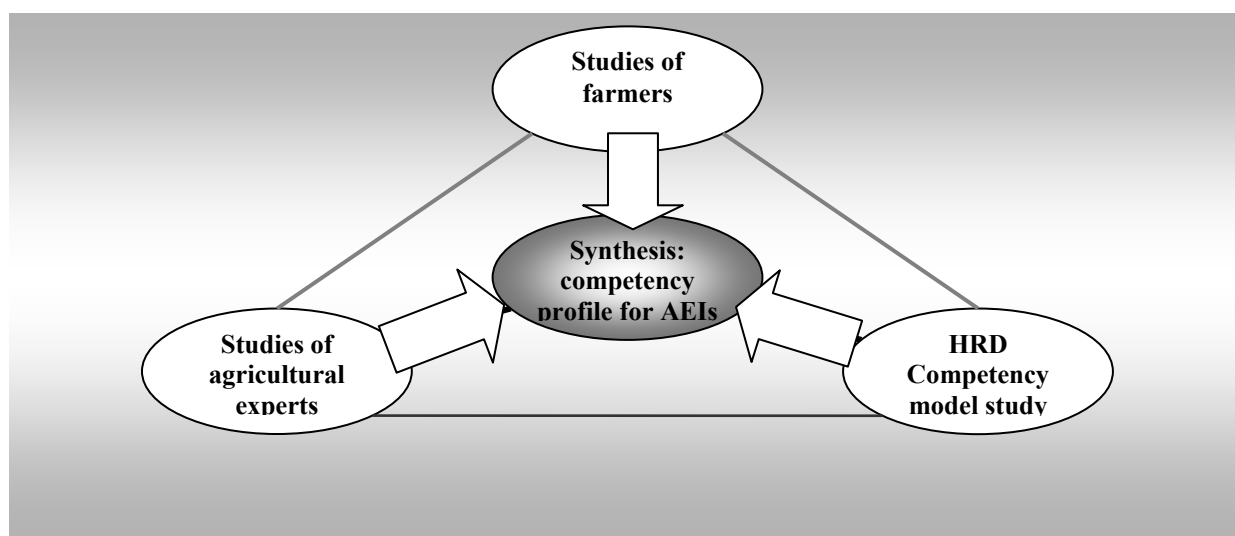 Studies of
farmers
Synthesis:
competency
profile for AEIs
Studies of
agricultural
experts
HRD
Competency
model study